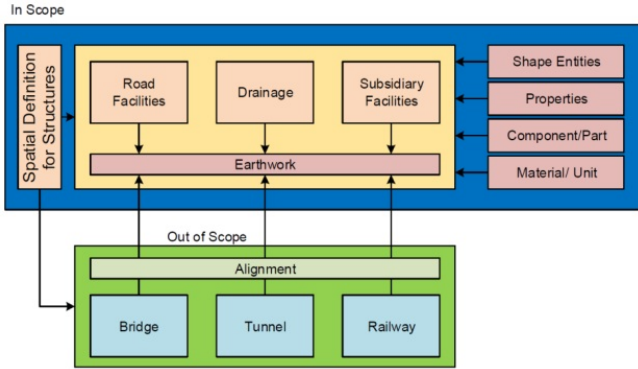 In Scope
Spatial Definition
for Structures
Road
Facilities
Drainage
Subsidiary
Facilities
Earthwork
Shape Entities
Properties
Component/Part
Material/ Unit
Out of Scope
Alignment
Bridge
Tunnel
Railway